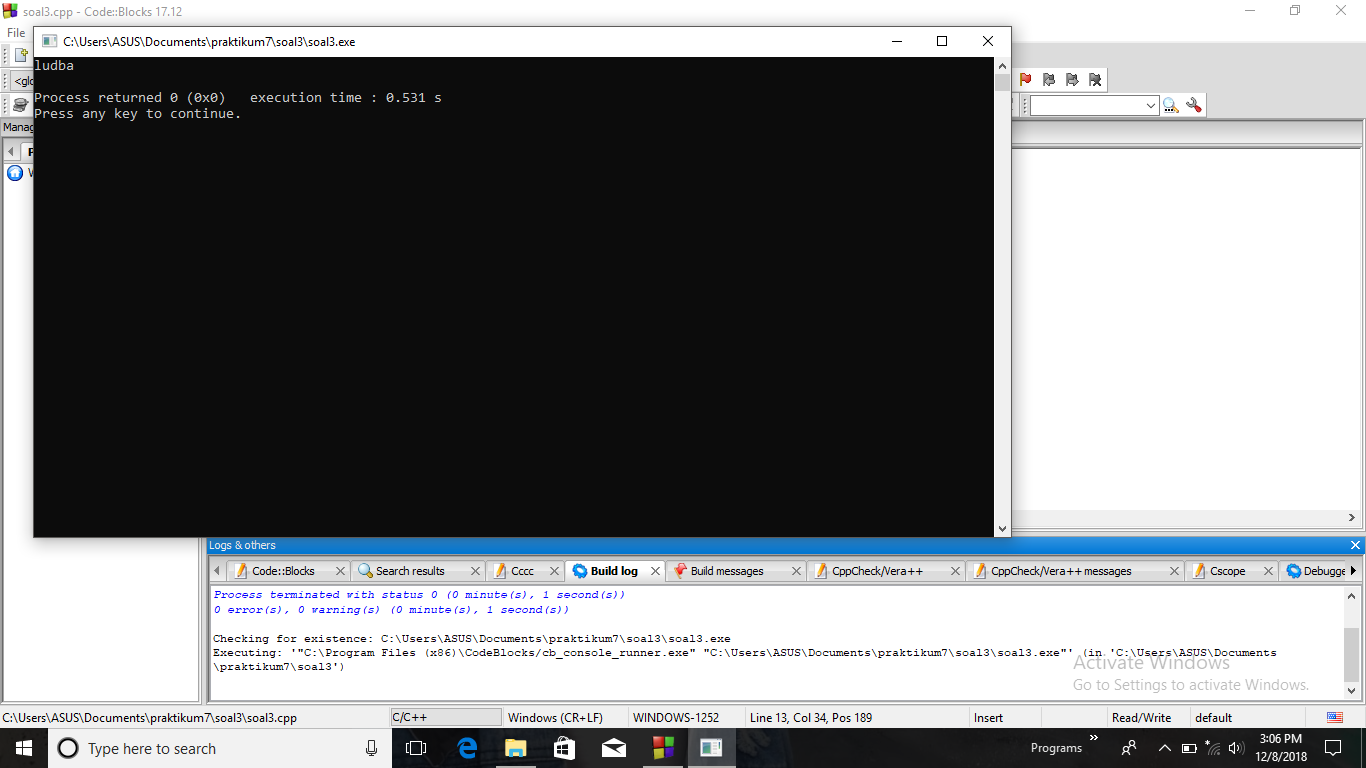 soal3.cpp - Code::Blocks 17.12
File
C:\Users\ASUS\Documents\praktikum7\soal3\soal3.exe
ludba
Process returned 0 (0x0)   execution time : 0.531 s
Press any key to continue.
<glo
Manag
P
W
Logs & others
Code::Blocks
Search results
Cccc
Build log
Build messages
CppCheck/Vera++
CppCheck/Vera++ messages
Cscope
Debugge
Process terminated with status 0 (0 minute(s), 1 second(s))
0 error(s), 0 warning(s) (0 minute(s), 1 second(s))
Checking for existence: C:\Users\ASUS\Documents\praktikum7\soal3\soal3.exe
Executing: '"C:\Program Files (x86)\CodeBlocks/cb_console_runner.exe" "C:\Users\ASUS\Documents\praktikum7\soal3\soal3.exe"' (in 'C:\Users\ASUS\Documents
\praktikum7\soal3')
Activate Windows
Go to Settings to activate Windows.
C:\Users\ASUS\Documents\praktikum7\soal3\soal3.cpp
C/C++
Windows (CR+LF)
WINDOWS-1252
Line 13, Col 34, Pos 189
Insert
Read/Write
default
Type here to search
Programs
3:06 PM
12/8/2018